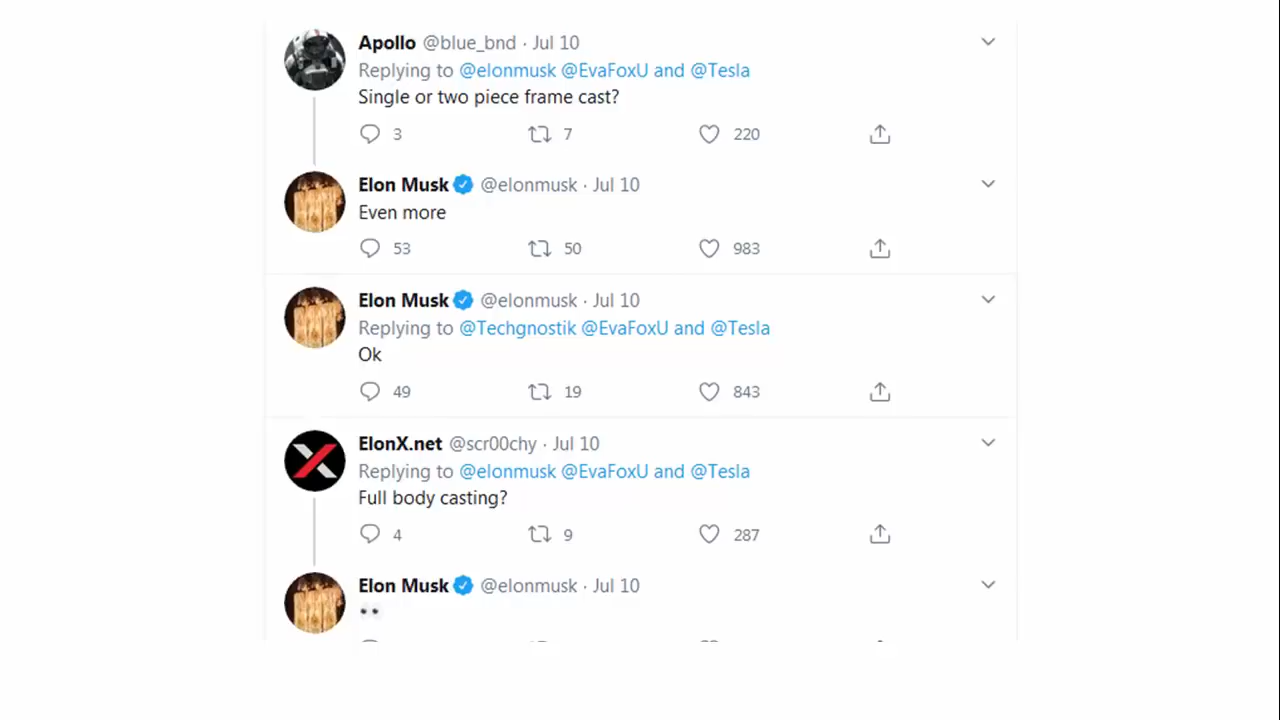 Apollo @blue_bnd · Jul 10
Replying to @elonmusk @EvaFoxU and @Tesla
Single or two piece frame cast?
3 7 220
Elon Musk @elonmusk · Jul 10
Even more
53 50 983
Elon Musk @elonmusk · Jul 10
Replying to @Techgnostik @EvaFoxU and @Tesla
Ok
49 19 843
ElonX.net @scr00chy · Jul 10
Replying to @elonmusk @EvaFoxU and @Tesla
Full body casting?
4 9 287
Elon Musk @elonmusk · Jul 10
👀